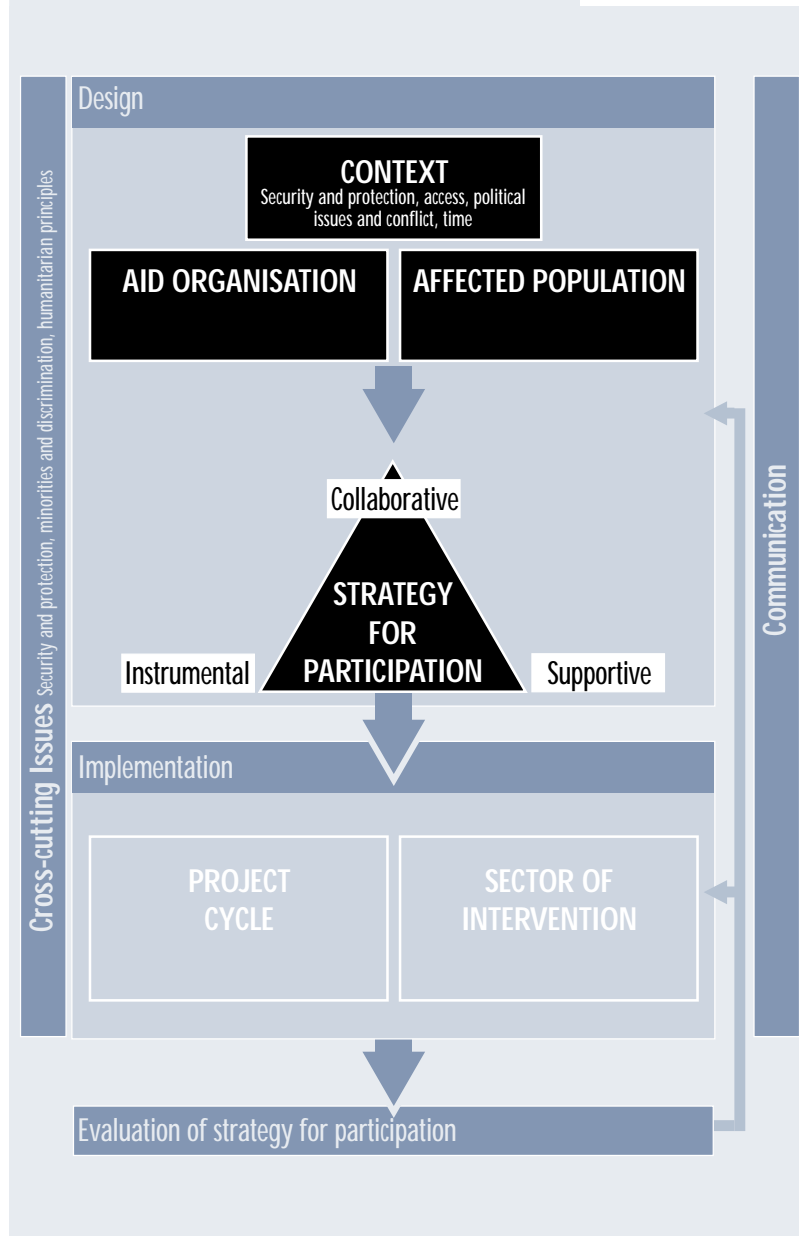 Design
CONTEXT
Security and protection, access, political
issues and conflict, time
AID ORGANISATION
AFFECTED POPULATION
Collaborative
STRATEGY
FOR
PARTICIPATION
Instrumental
Supportive
Implementation
PROJECT
CYCLE
SECTOR OF
INTERVENTION
Evaluation of strategy for participation
Cross-cutting Issues Security and protection, minorities and discrimination, humanitarian principles
Communication